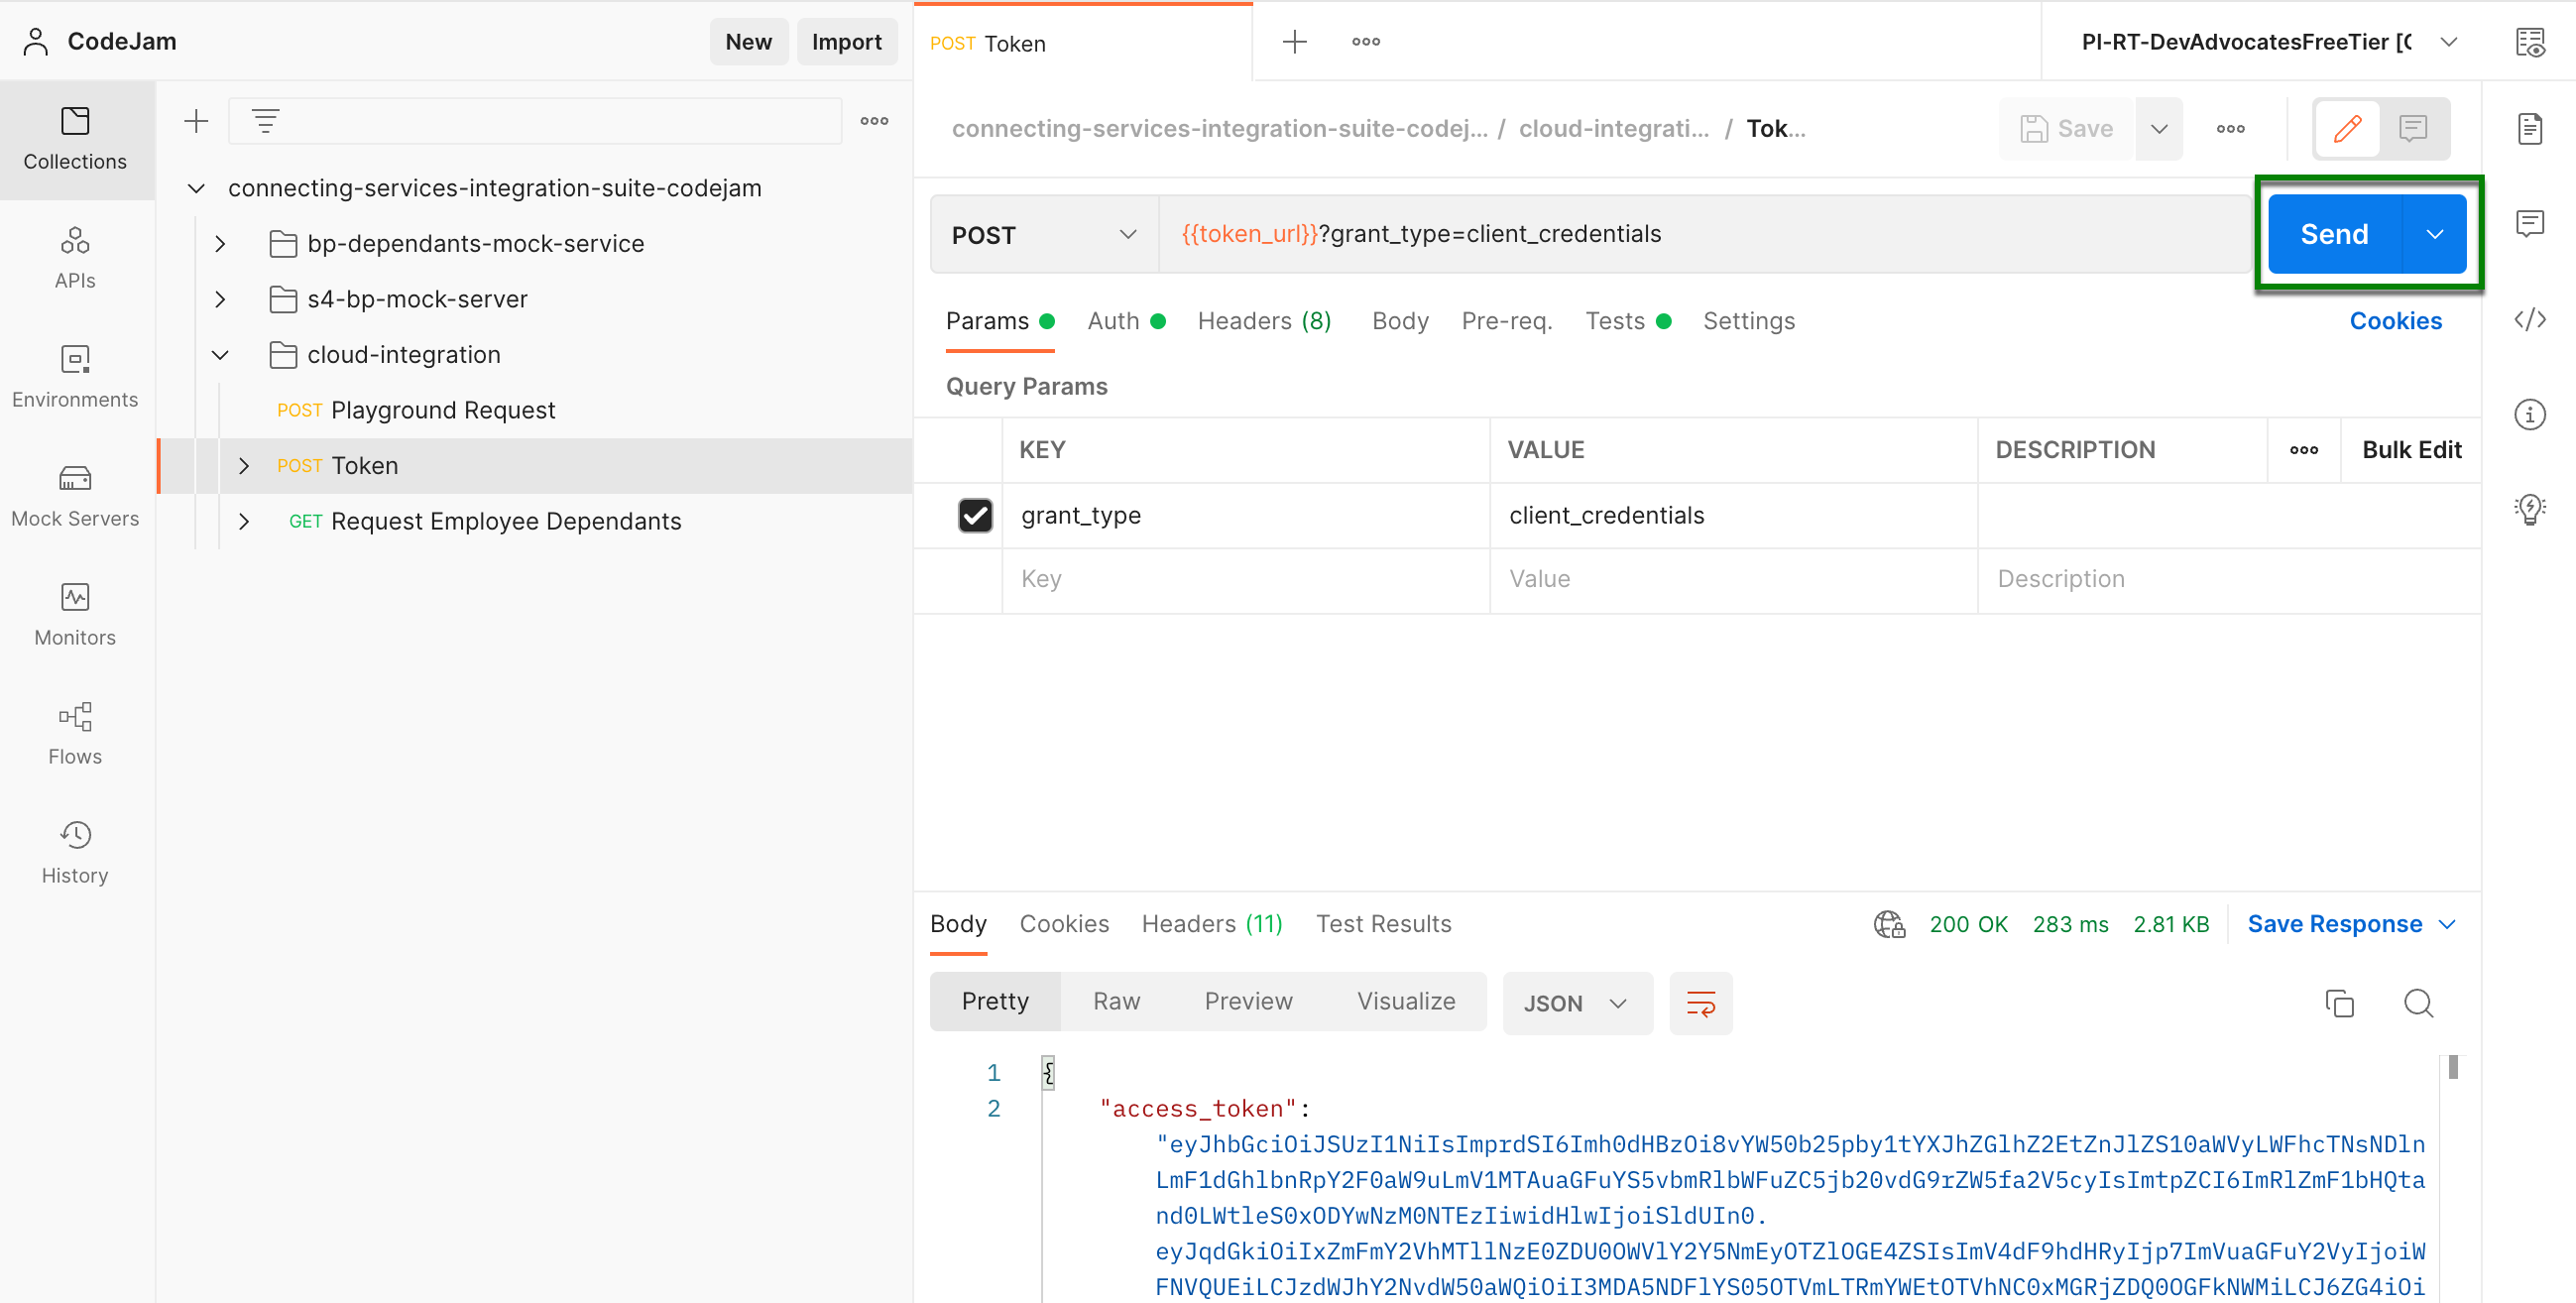 CodeJam
New
Import
POST Token
PI-RT-DevAdvocatesFreeTier [
Collections
APIs
Environments
Mock Servers
Monitors
Flows
History
connecting-services-integration-suite-codejam
bp-dependants-mock-service
s4-bp-mock-server
cloud-integration
POST Playground Request
POST Token
GET Request Employee Dependants
connecting-services-integration-suite-codej... / cloud-integrati... / Tok...
Save
POST
{{token_url}}?grant_type=client_credentials
Send
Params
Auth
Headers (8)
Body
Pre-req.
Tests
Settings
Cookies
Query Params
KEY VALUE DESCRIPTION Bulk Edit
grant_type client_credentials
Key Value Description
Body Cookies Headers (11) Test Results
200 OK 283 ms 2.81 KB Save Response
Pretty Raw Preview Visualize JSON
1 {
2 "access_token":
"eyJhbGciOiJSUzI1NiIsImprdSI6Imh0dHBzOi8vYW50b25pby1tYXJhZGlhZ2EtZnJlZS10aWVyLWFhcTNsNDln
LmF1dGhlbnRpY2F0aW9uLmV1MTAuaGFuYS5vbmRlbWFuZC5jb20vdG9rZW5fa2V5cyIsImtpZCI6ImRlZmF1bHQta
nd0LWtleS0xODYwNzM0NTEzIiwidHlwIjoiSldUIn0.
eyJqdGkiOiIxZmFmY2VhMTllNzE0ZDU0OWVlY2Y5NmEyOTZlOGE4ZSIsImV4dF9hdHRyIjp7ImVuaGFuY2VyIjoiW
FNVQUEiLCJzdWJhY2NvdW50aWQiOiI3MDA5NDFlYS05OTVmLTRmYWEtOTVhNC0xMGRjZDQ0OGFkNWMiLCJ6ZG4iOi